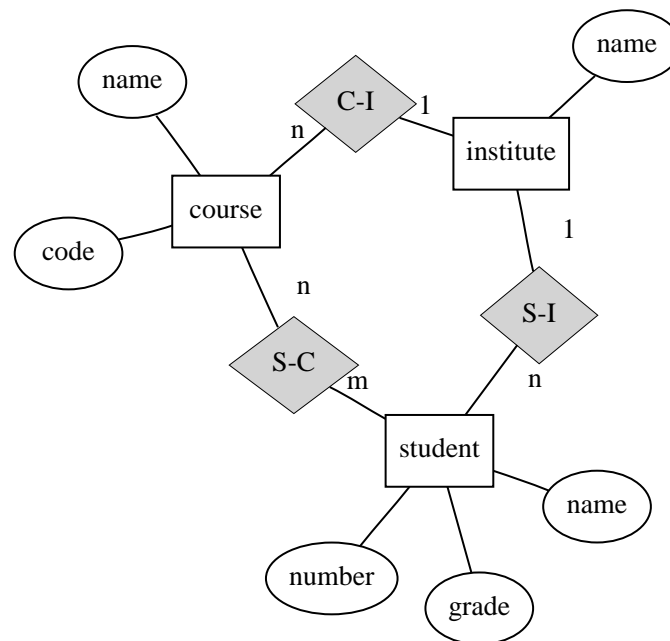 name
name
C-I
1
n
institute
course
1
code
n
S-I
S-C
m
n
student
name
number
grade